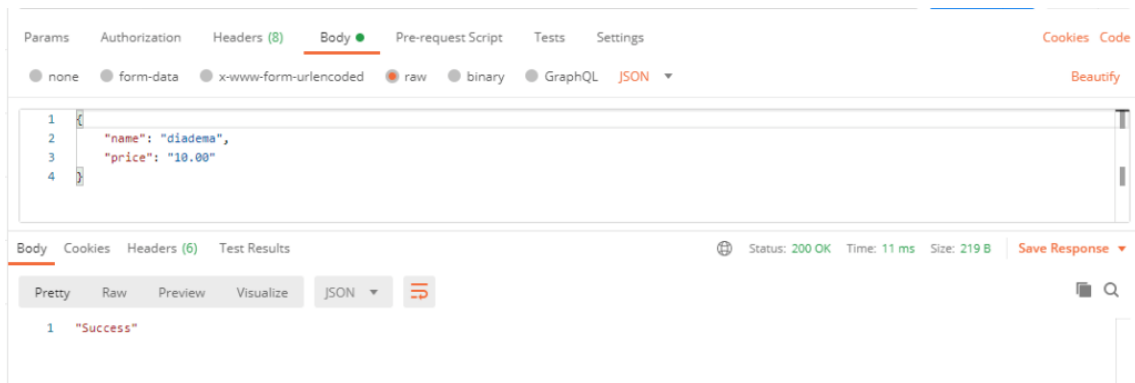 Params Authorization Headers (8) Body Pre-request Script Tests Settings Cookies Code
none form-data x-www-form-urlencoded raw binary GraphQL JSON Beautify
1 {
2 "name": "diadema",
3 "price": "10.00"
4 }
Body Cookies Headers (6) Test Results Status: 200 OK Time: 11 ms Size: 219 B Save Response
Pretty Raw Preview Visualize JSON
1 "Success"